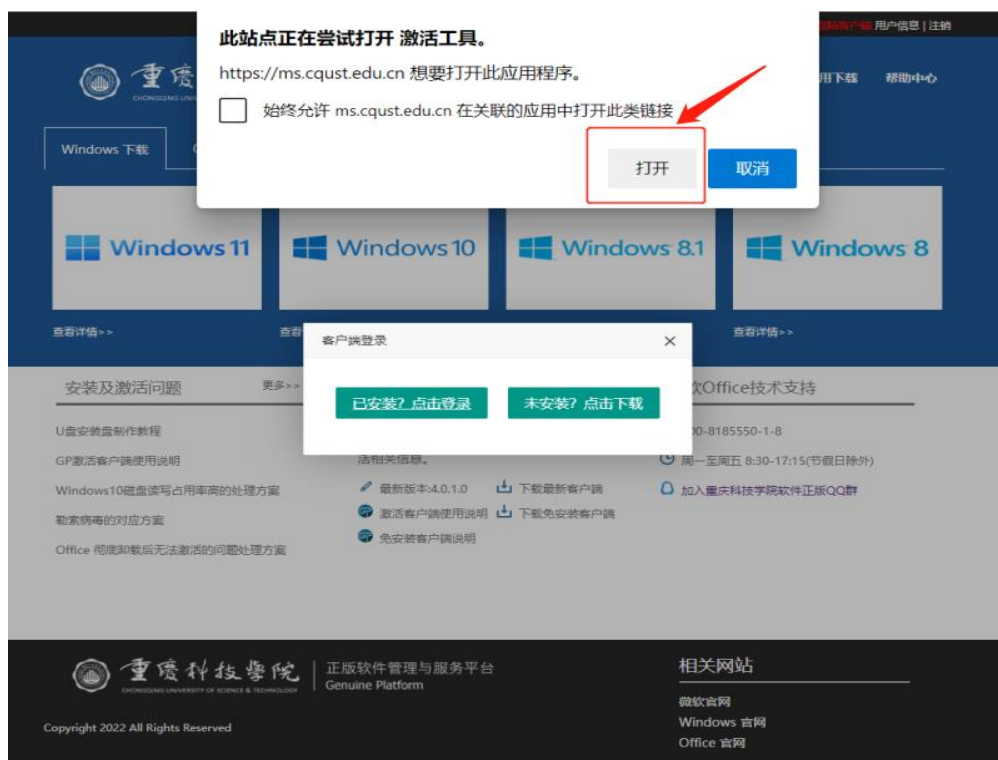 此站点正在尝试打开 激活工具。
https://ms.cqust.edu.cn 想要打开此应用程序。
始终允许 ms.cqust.edu.cn 在关联的应用中打开此类链接
打开
取消
用户信息 | 注销
重庆
CHONGQING UNIV
用下载
帮助中心
Windows 下载
Windows 11
Windows 10
Windows 8.1
Windows 8
查看详情>>
查看
查看详情>>
客户端登录
已安装？点击登录
未安装？点击下载
安装及激活问题
更多>>
Office技术支持
U盘安装盘制作教程
GP激活客户端使用说明
Windows10磁盘读写占用率高的处理方案
勒索病毒的对应方案
Office 彻底卸载后无法激活的问题处理方案
活相关信息。
最新版本:4.0.1.0
下载最新客户端
激活客户端使用说明
下载免安装客户端
免安装客户端说明
00-8185550-1-8
周一至周五 8:30-17:15(节假日除外)
加入重庆科技学院软件正版QQ群
重庆科技学院
CHONGQING UNIVERSITY OF SCIENCE & TECHNOLOGY
正版软件管理与服务平台
Genuine Platform
Copyright 2022 All Rights Reserved
相关网站
微软官网
Windows 官网
Office 官网